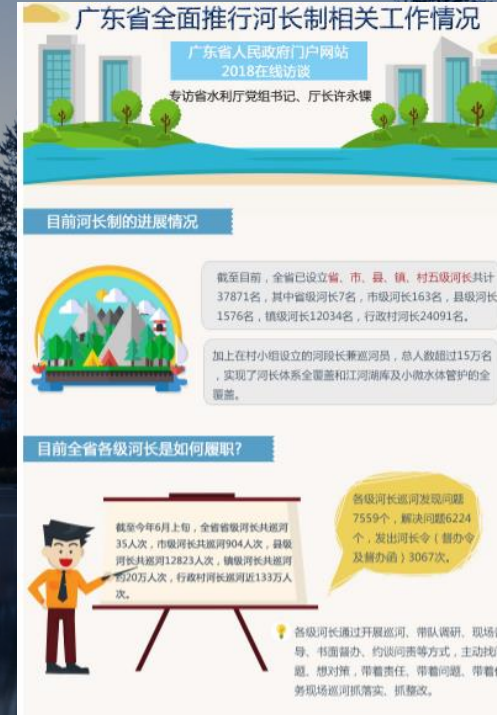 广东省全面推行河长制相关工作情况
广东省人民政府门户网站
2018在线访谈
专访省水利厅党组书记、厅长许永锞
目前河长制的进展情况
截至目前，全省已设立省、市、县、镇、村五级河长共计
37871名，其中省级河长7名，市级河长163名，县级河长
1576名，镇级河长12034名，行政村河长24091名。
加上在村小组设立的河段长兼巡河员，总人数超过15万名
，实现了河长体系全覆盖和江河湖库及小微水体管护的全
覆盖。
目前全省各级河长是如何履职?
截至今年6月上旬，全省省级河长共巡河
35人次，市级河长共巡河904人次，县级
河长共巡河12823人次，镇级河长共巡河
约20万人次，行政村河长巡河近133万人
次。
各级河长巡河发现问题
7559个，解决问题6224
个，发出河长令（督办令
及督办函）3067次。
各级河长通过开展巡河、带队调研、现场督
导、书面督办、约谈问责等方式，主动找问
题、想对策，带着责任、带着问题、带着任
务现场巡河抓落实、抓整改。